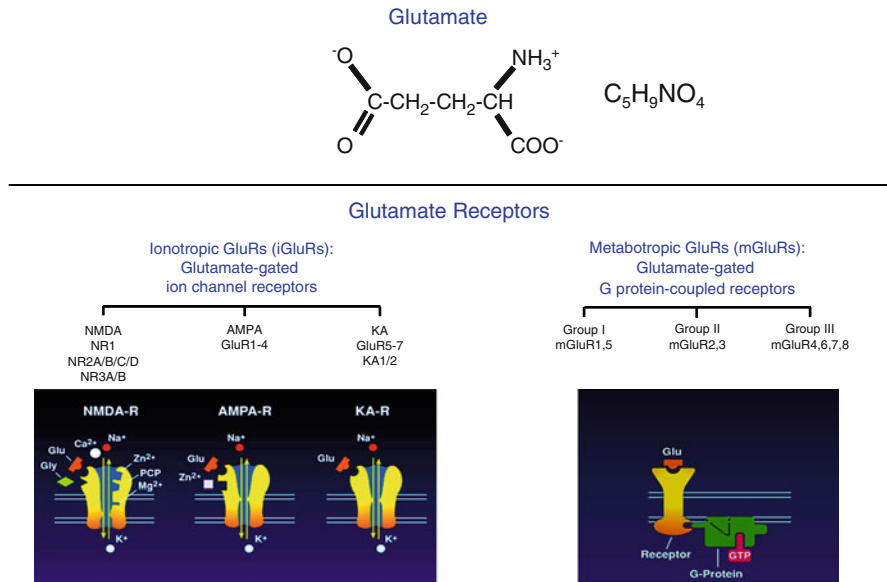 Glutamate
⁻O
NH₃⁺
C-CH₂-CH₂-CH
C₅H₉NO₄
O
COO⁻
Glutamate Receptors
Ionotropic GluRs (iGluRs):
Glutamate-gated
ion channel receptors
Metabotropic GluRs (mGluRs):
Glutamate-gated
G protein-coupled receptors
NMDA
NR1
NR2A/B/C/D
NR3A/B
AMPA
GluR1-4
KA
GluR5-7
KA1/2
Group I
mGluR1,5
Group II
mGluR2,3
Group III
mGluR4,6,7,8
NMDA-R
AMPA-R
KA-R
Ca²⁺
Na⁺
Glu
Gly
Zn²⁺
PCP
Mg²⁺
K⁺
Na⁺
Glu
Zn²⁺
K⁺
Na⁺
Glu
K⁺
Glu
Receptor
GTP
G-Protein